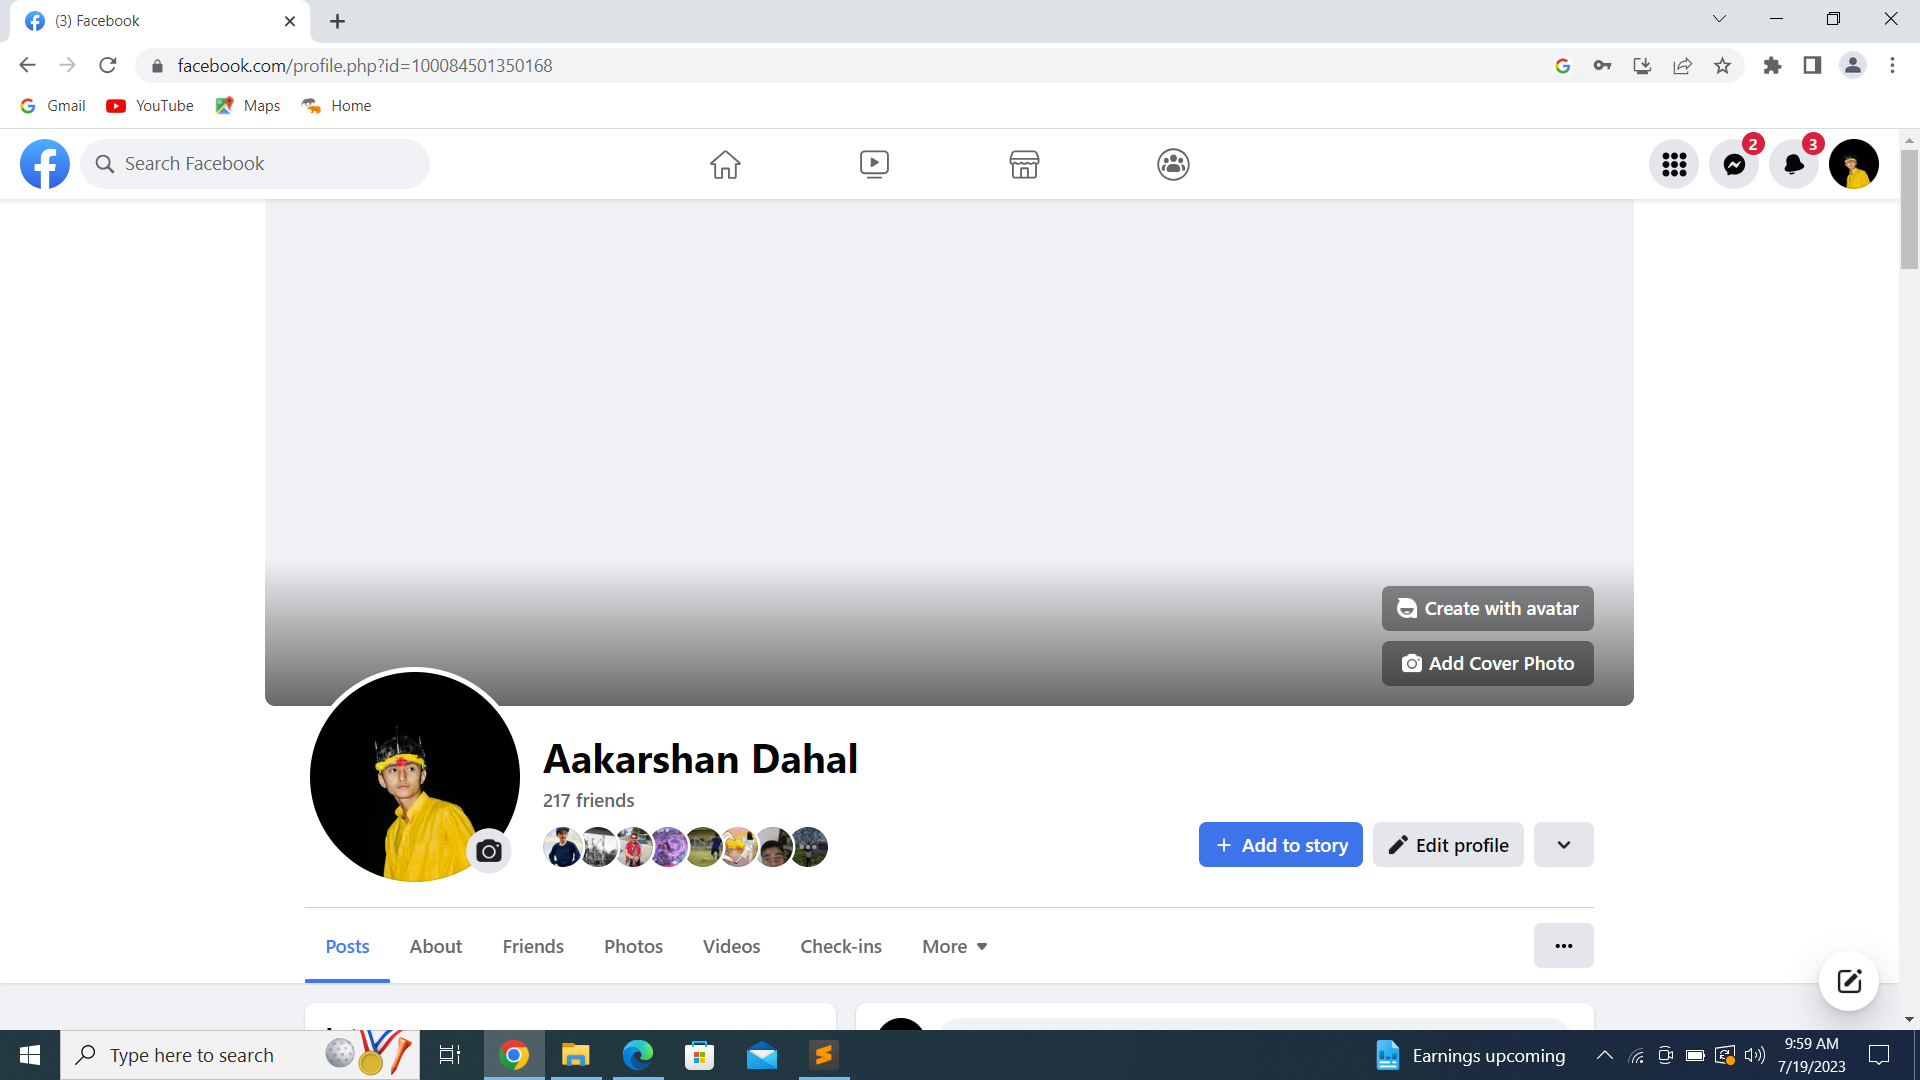 (3) Facebook
facebook.com/profile.php?id=100084501350168
Gmail YouTube Maps Home
Search Facebook
2
3
Create with avatar
Add Cover Photo
Aakarshan Dahal
217 friends
Add to story
Edit profile
Posts About Friends Photos Videos Check-ins More
Type here to search
Earnings upcoming
9:59 AM
7/19/2023